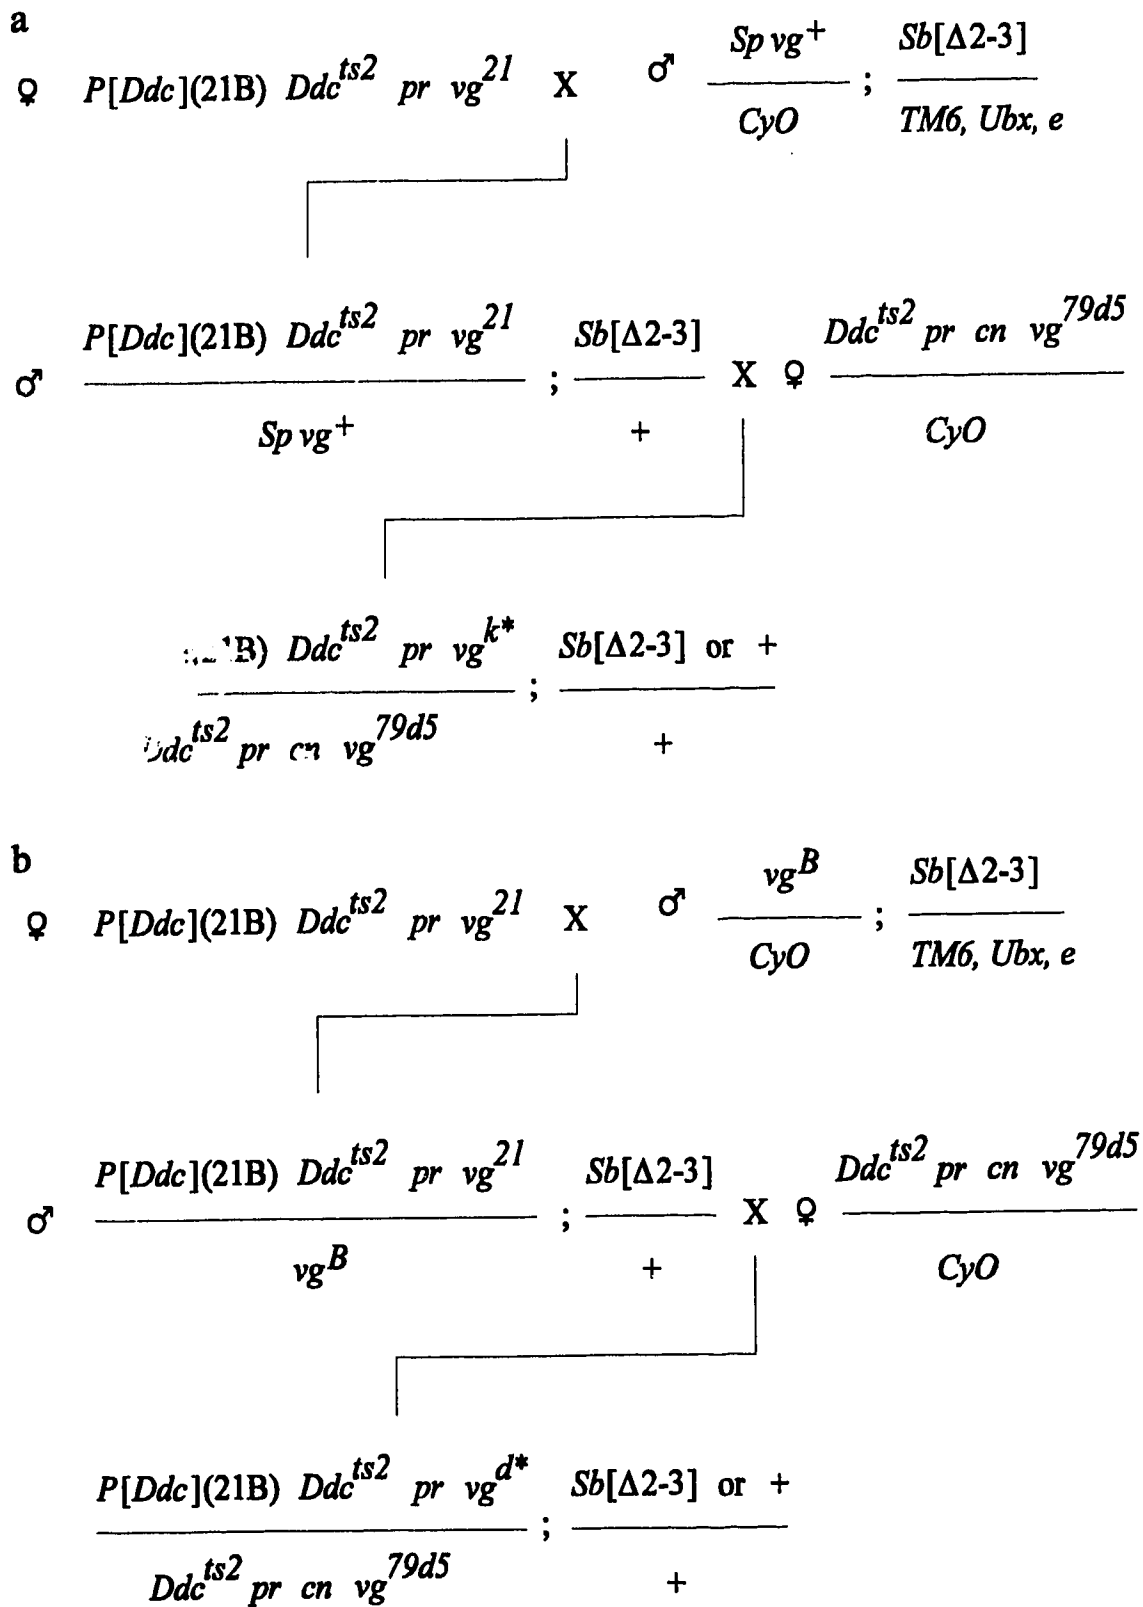 a
Sp vg⁺ Sb[Δ2-3]
♀ P[Ddc](21B) Ddc^ts2 pr vg^21 X ♂ ; 
CyO TM6, Ubx, e
P[Ddc](21B) Ddc^ts2 pr vg^21 Sb[Δ2-3] Ddc^ts2 pr cn vg^79d5
♂ ; X ♀
Sp vg⁺ + CyO
Ddc^ts2 pr vg^k* ; Sb[Δ2-3] or +
pr vg^79d5 +
b
vg^B Sb[Δ2-3]
♀ P[Ddc](21B) Ddc^ts2 pr vg^21 X ♂ ;
CyO TM6, Ubx, e
P[Ddc](21B) Ddc^ts2 pr vg^21 Sb[Δ2-3] Ddc^ts2 pr cn vg^79d5
♂ ; X ♀
vg^B + CyO
P[Ddc](21B) Ddc^ts2 pr vg^d* ; Sb[Δ2-3] or +
Ddc^ts2 pr cn vg^79d5 +